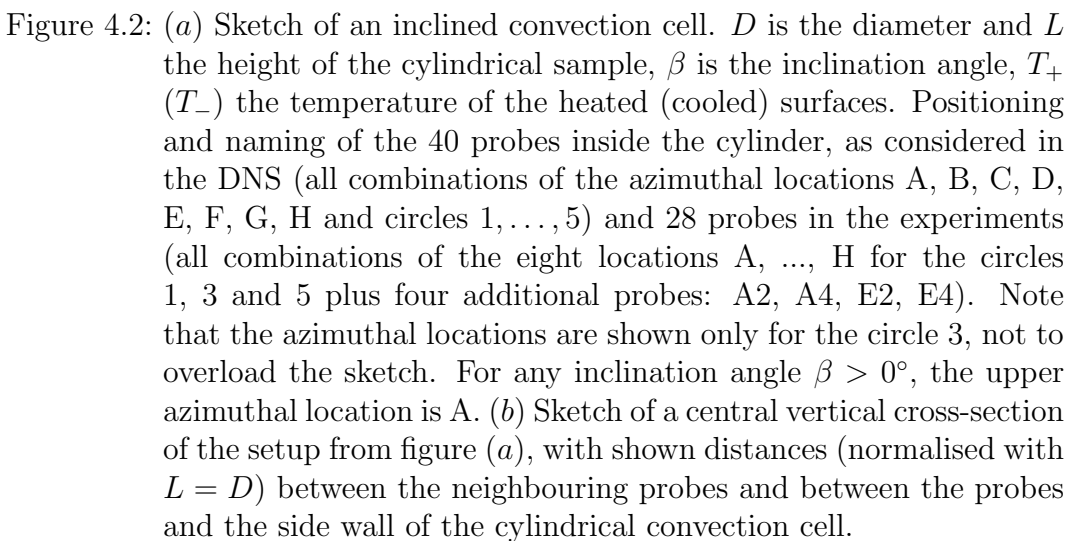 Figure 4.2: (a) Sketch of an inclined convection cell. D is the diameter and L
the height of the cylindrical sample, β is the inclination angle, T₊
(T₋) the temperature of the heated (cooled) surfaces. Positioning
and naming of the 40 probes inside the cylinder, as considered in
the DNS (all combinations of the azimuthal locations A, B, C, D,
E, F, G, H and circles 1, . . . , 5) and 28 probes in the experiments
(all combinations of the eight locations A, ..., H for the circles
1, 3 and 5 plus four additional probes: A2, A4, E2, E4). Note
that the azimuthal locations are shown only for the circle 3, not to
overload the sketch. For any inclination angle β > 0°, the upper
azimuthal location is A. (b) Sketch of a central vertical cross-section
of the setup from figure (a), with shown distances (normalised with
L = D) between the neighbouring probes and between the probes
and the side wall of the cylindrical convection cell.